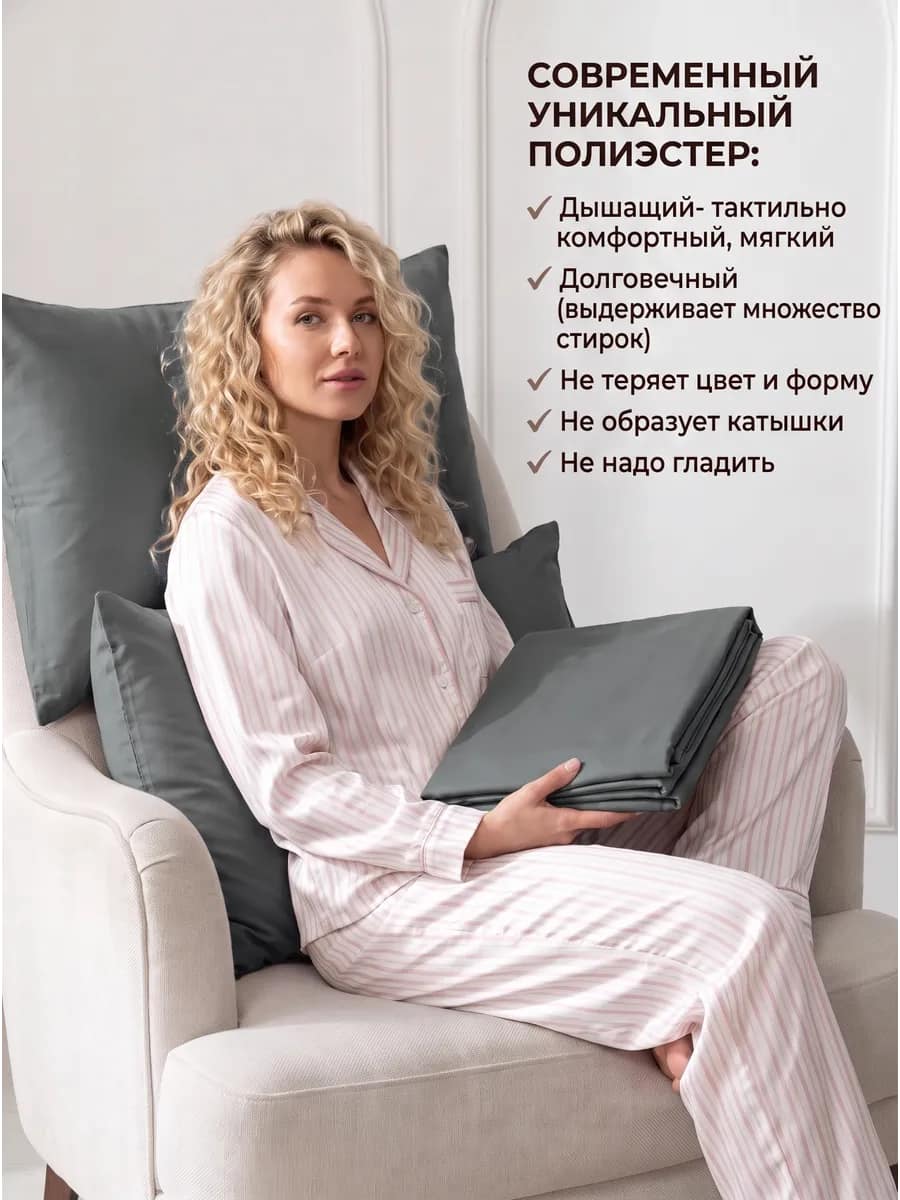 СОВРЕМЕННЫЙ
УНИКАЛЬНЫЙ
ПОЛИЭСТЕР:
Дышащий- тактильно
комфортный, мягкий
Долговечный
(выдерживает множество
стирок)
Не теряет цвет и форму
Не образует катышки
Не надо гладить